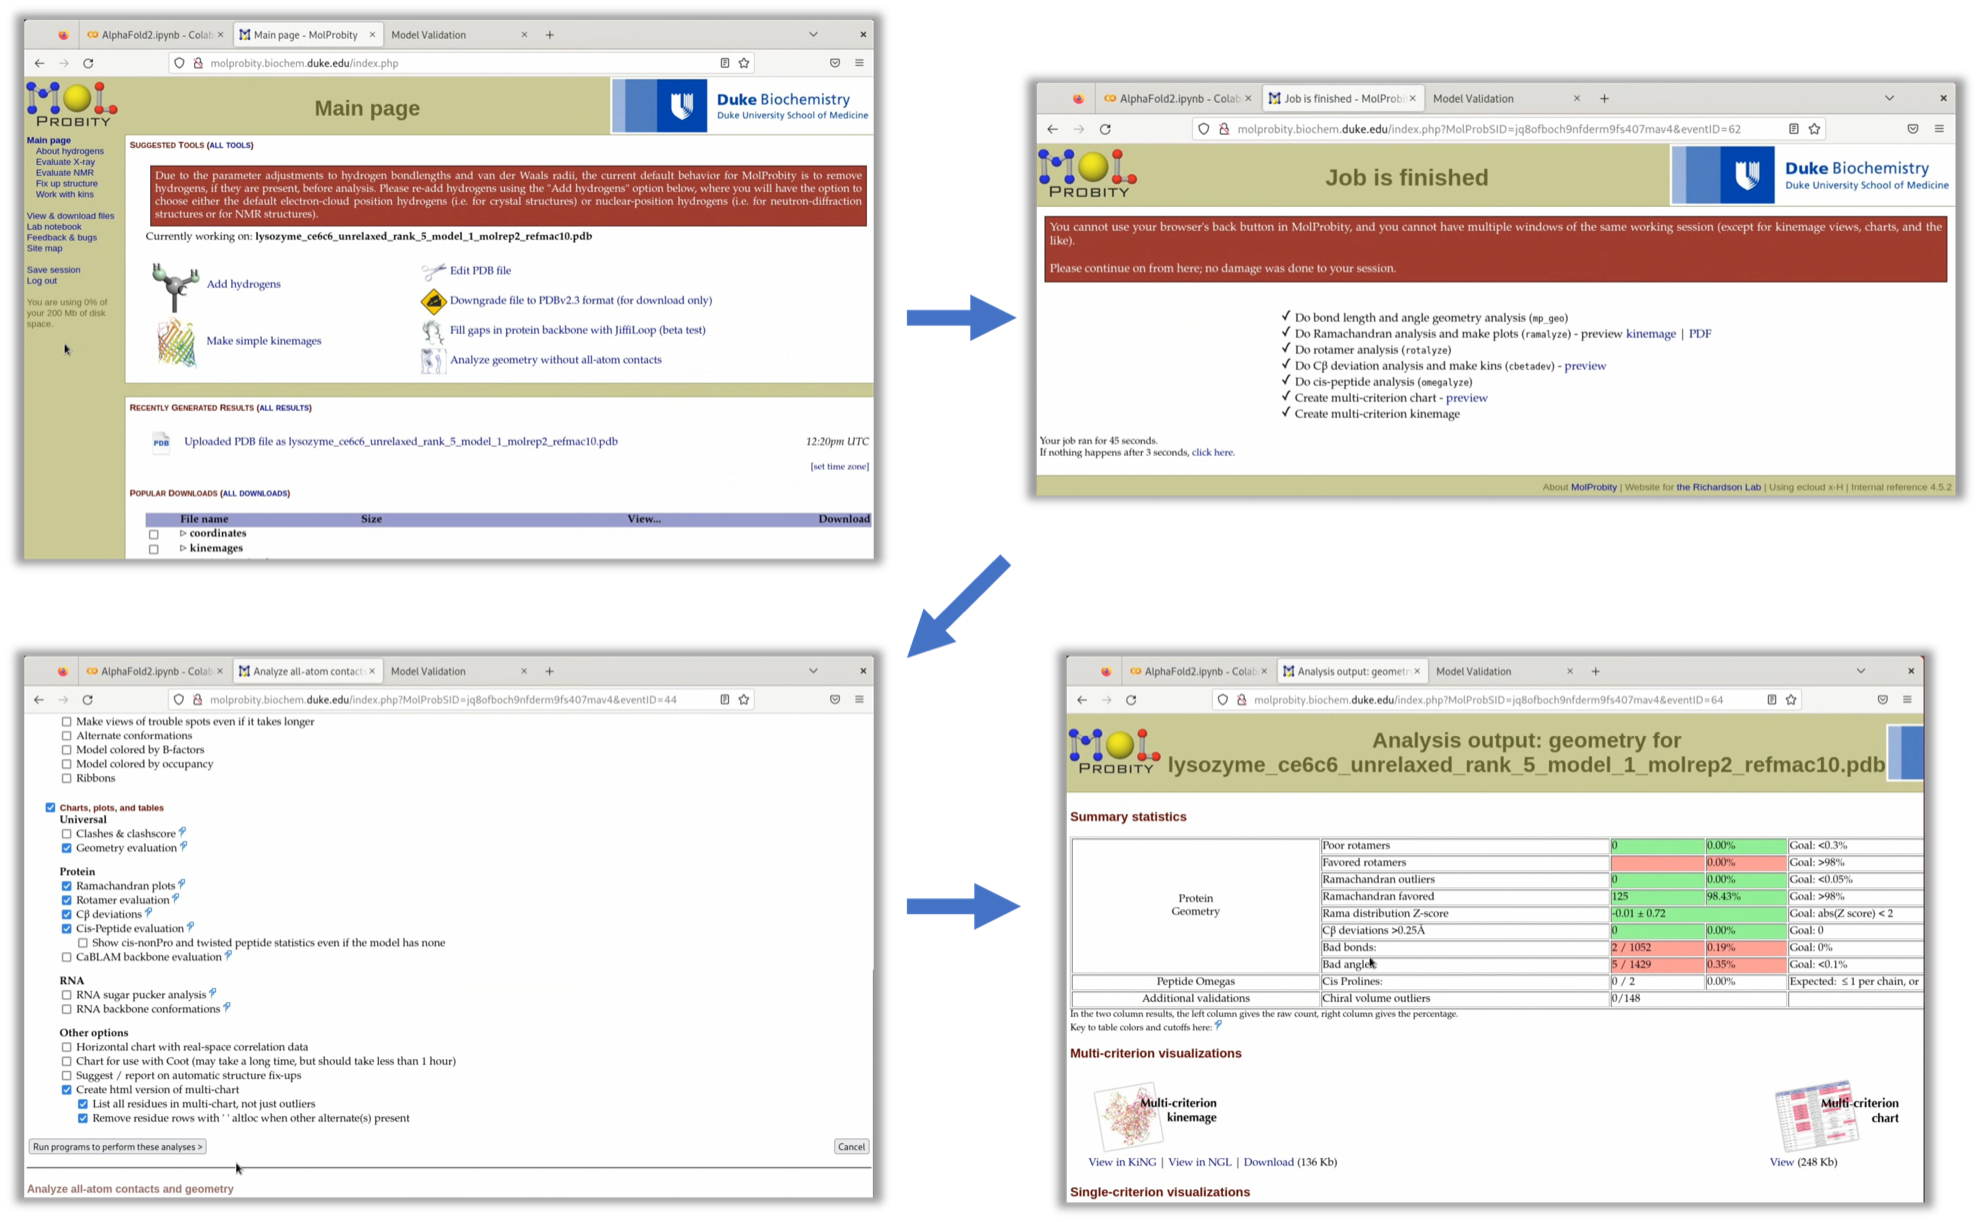 AlphaFold2.ipynb - Colab
Main page - MolProbity
Model Validation
molprobity.biochem.duke.edu/index.php
MOL
PROBITY
Main page
Duke Biochemistry
Duke University School of Medicine
Main page
About hydrogens
Evaluate X-ray
Evaluate NMR
Fix up structure
Work with kins
View & download files
Lab notebook
Feedback & bugs
Site map
Save session
Log out
You are using 0% of
your 200 Mb of disk
space.
SUGGESTED TOOLS (ALL TOOLS)
Due to the parameter adjustments to hydrogen bondlengths and van der Waals radii, the current default behavior for MolProbity is to remove
hydrogens, if they are present, before analysis. Please re-add hydrogens using the "Add hydrogens" option below, where you will have the option to
choose either the default electron-cloud position hydrogens (i.e. for crystal structures) or nuclear-position hydrogens (i.e. for neutron-diffraction
structures or for NMR structures).
Currently working on: lysozyme_ce6c6_unrelaxed_rank_5_model_1_molrep2_refmac10.pdb
Add hydrogens
Make simple kinemages
Edit PDB file
Downgrade file to PDBv2.3 format (for download only)
Fill gaps in protein backbone with JiffiLoop (beta test)
Analyze geometry without all-atom contacts
RECENTLY GENERATED RESULTS (ALL RESULTS)
PDB
Uploaded PDB file as lysozyme_ce6c6_unrelaxed_rank_5_model_1_molrep2_refmac10.pdb
12:20pm UTC
[set time zone]
POPULAR DOWNLOADS (ALL DOWNLOADS)
File name Size View... Download
coordinates
kinemages
AlphaFold2.ipynb - Colab
Job is finished - MolProbi
Model Validation
molprobity.biochem.duke.edu/index.php?MolProbSID=jq8ofboch9nfderm9fs407mav4&eventID=62
MOL
PROBITY
Job is finished
Duke Biochemistry
Duke University School of Medicine
You cannot use your browser's back button in MolProbity, and you cannot have multiple windows of the same working session (except for kinemage views, charts, and the
like).
Please continue on from here; no damage was done to your session.
✓ Do bond length and angle geometry analysis (mp_geo)
✓ Do Ramachandran analysis and make plots (ramalyze) - preview kinemage | PDF
✓ Do rotamer analysis (rotalyze)
✓ Do Cβ deviation analysis and make kins (cbetadev) - preview
✓ Do cis-peptide analysis (omegalyze)
✓ Create multi-criterion chart - preview
✓ Create multi-criterion kinemage
Your job ran for 45 seconds.
If nothing happens after 3 seconds, click here.
About MolProbity | Website for the Richardson Lab | Using ecloud x-H | Internal reference 4.5.2
AlphaFold2.ipynb - Colab
Analyze all-atom contact
Model Validation
molprobity.biochem.duke.edu/index.php?MolProbSID=jq8ofboch9nfderm9fs407mav4&eventID=44
Make views of trouble spots even if it takes longer
Alternate conformations
Model colored by B-factors
Model colored by occupancy
Ribbons
Charts, plots, and tables
Universal
Clashes & clashscore
Geometry evaluation
Protein
Ramachandran plots
Rotamer evaluation
Cβ deviations
Cis-Peptide evaluation
Show cis-nonPro and twisted peptide statistics even if the model has none
CaBLAM backbone evaluation
RNA
RNA sugar pucker analysis
RNA backbone conformations
Other options
Horizontal chart with real-space correlation data
Chart for use with Coot (may take a long time, but should take less than 1 hour)
Suggest / report on automatic structure fix-ups
Create html version of multi-chart
List all residues in multi-chart, not just outliers
Remove residue rows with ' ' altloc when other alternate(s) present
Run programs to perform these analyses >
Cancel
Analyze all-atom contacts and geometry
AlphaFold2.ipynb - Colab
Analysis output: geometr
Model Validation
molprobity.biochem.duke.edu/index.php?MolProbSID=jq8ofboch9nfderm9fs407mav4&eventID=64
MOL
PROBITY
Analysis output: geometry for
lysozyme_ce6c6_unrelaxed_rank_5_model_1_molrep2_refmac10.pdb
Summary statistics
Protein
Geometry
Poor rotamers 0 0.00% Goal: <0.3%
Favored rotamers 0.00% Goal: >98%
Ramachandran outliers 0 0.00% Goal: <0.05%
Ramachandran favored 125 98.43% Goal: >98%
Rama distribution Z-score -0.01 ± 0.72 Goal: abs(Z score) < 2
Cβ deviations >0.25Å 0 0.00% Goal: 0
Bad bonds: 2 / 1052 0.19% Goal: 0%
Bad angles 5 / 1429 0.35% Goal: <0.1%
Peptide Omegas Cis Prolines: 0 / 2 0.00% Expected: ≤ 1 per chain, or
Additional validations Chiral volume outliers 0/148
In the two column results, the left column gives the raw count, right column gives the percentage.
Key to table colors and cutoffs here:
Multi-criterion visualizations
Multi-criterion
kinemage
View in KiNG | View in NGL | Download (136 Kb)
Multi-criterion
chart
View (248 Kb)
Single-criterion visualizations